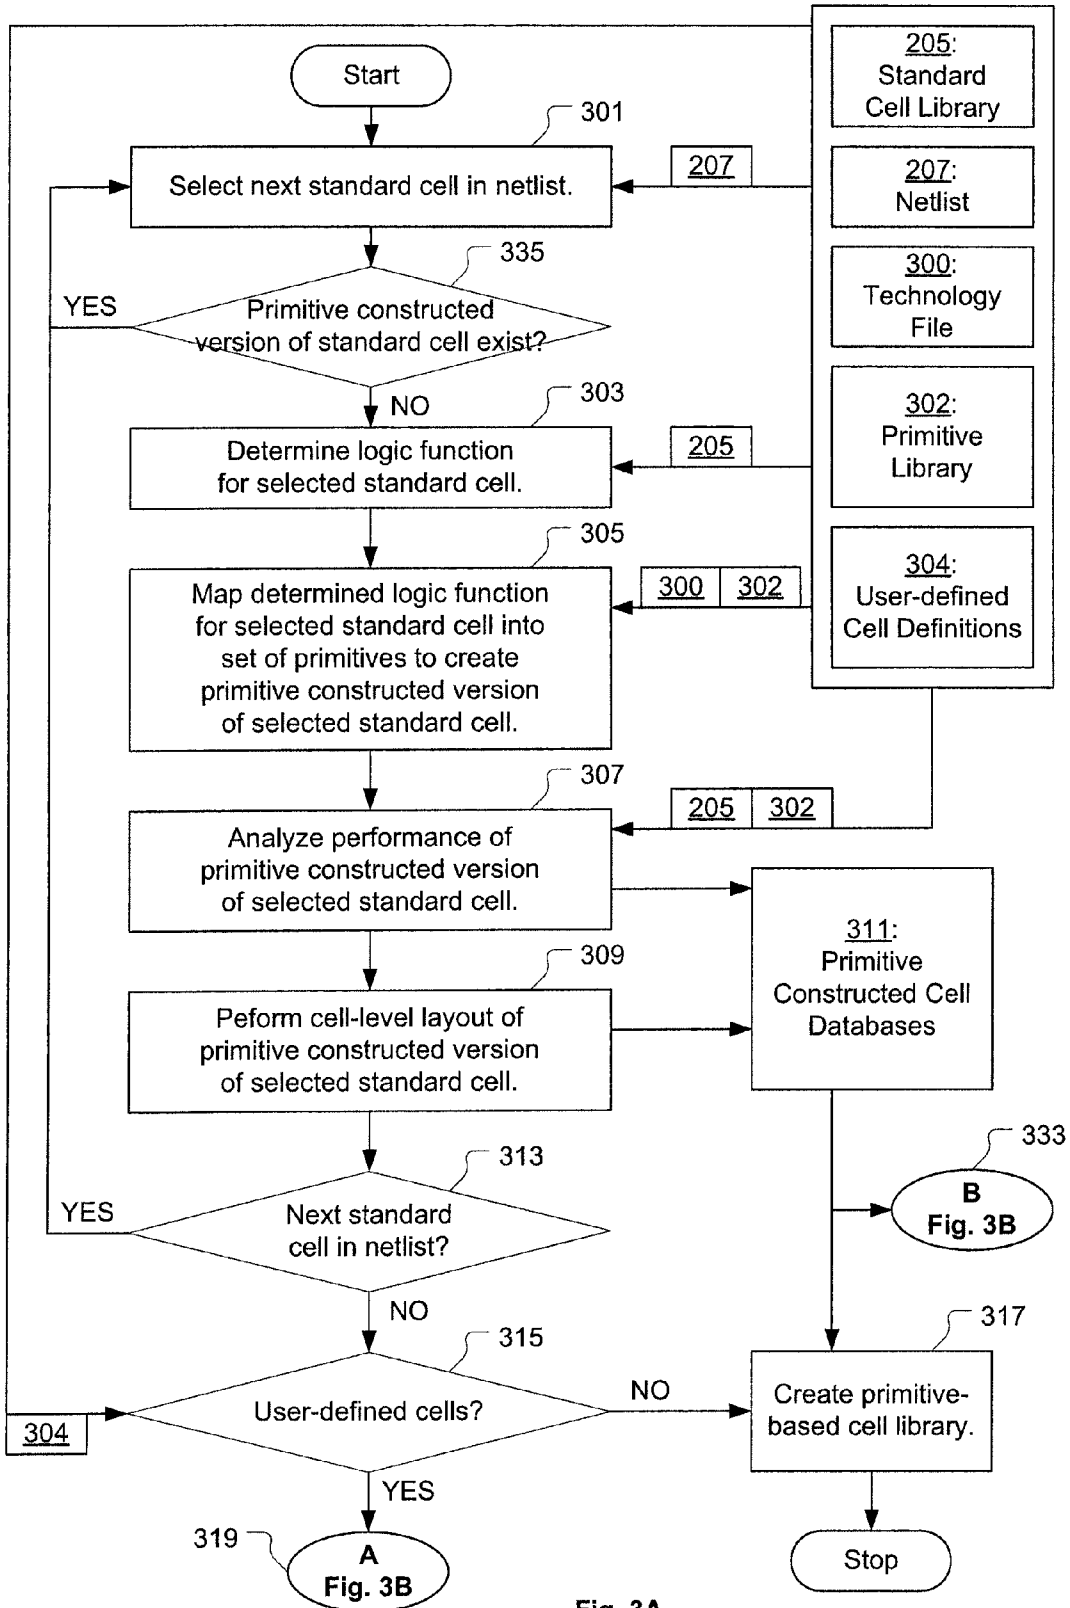 Start
301
Select next standard cell in netlist.
207
335
YES
Primitive constructed
version of standard cell exist?
NO
303
Determine logic function
for selected standard cell.
205
305
Map determined logic function
for selected standard cell into
set of primitives to create
primitive constructed version
of selected standard cell.
300 302
307
Analyze performance of
primitive constructed version
of selected standard cell.
205 302
309
Peform cell-level layout of
primitive constructed version
of selected standard cell.
313
YES
Next standard
cell in netlist?
NO
315
User-defined cells?
NO
304
YES
319
A
Fig. 3B
205:
Standard
Cell Library
207:
Netlist
300:
Technology
File
302:
Primitive
Library
304:
User-defined
Cell Definitions
311:
Primitive
Constructed Cell
Databases
333
B
Fig. 3B
317
Create primitive-
based cell library.
Stop
Fig. 3A